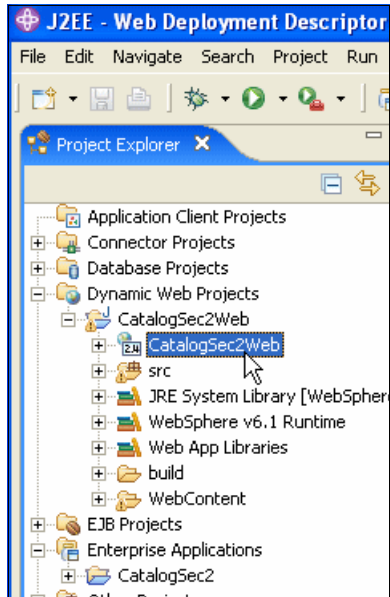 J2EE - Web Deployment Descriptor
File Edit Navigate Search Project Run
Project Explorer
Application Client Projects
Connector Projects
Database Projects
Dynamic Web Projects
CatalogSec2Web
2.4 CatalogSec2Web
src
JRE System Library [WebSphere
WebSphere v6.1 Runtime
Web App Libraries
build
WebContent
EJB Projects
Enterprise Applications
CatalogSec2